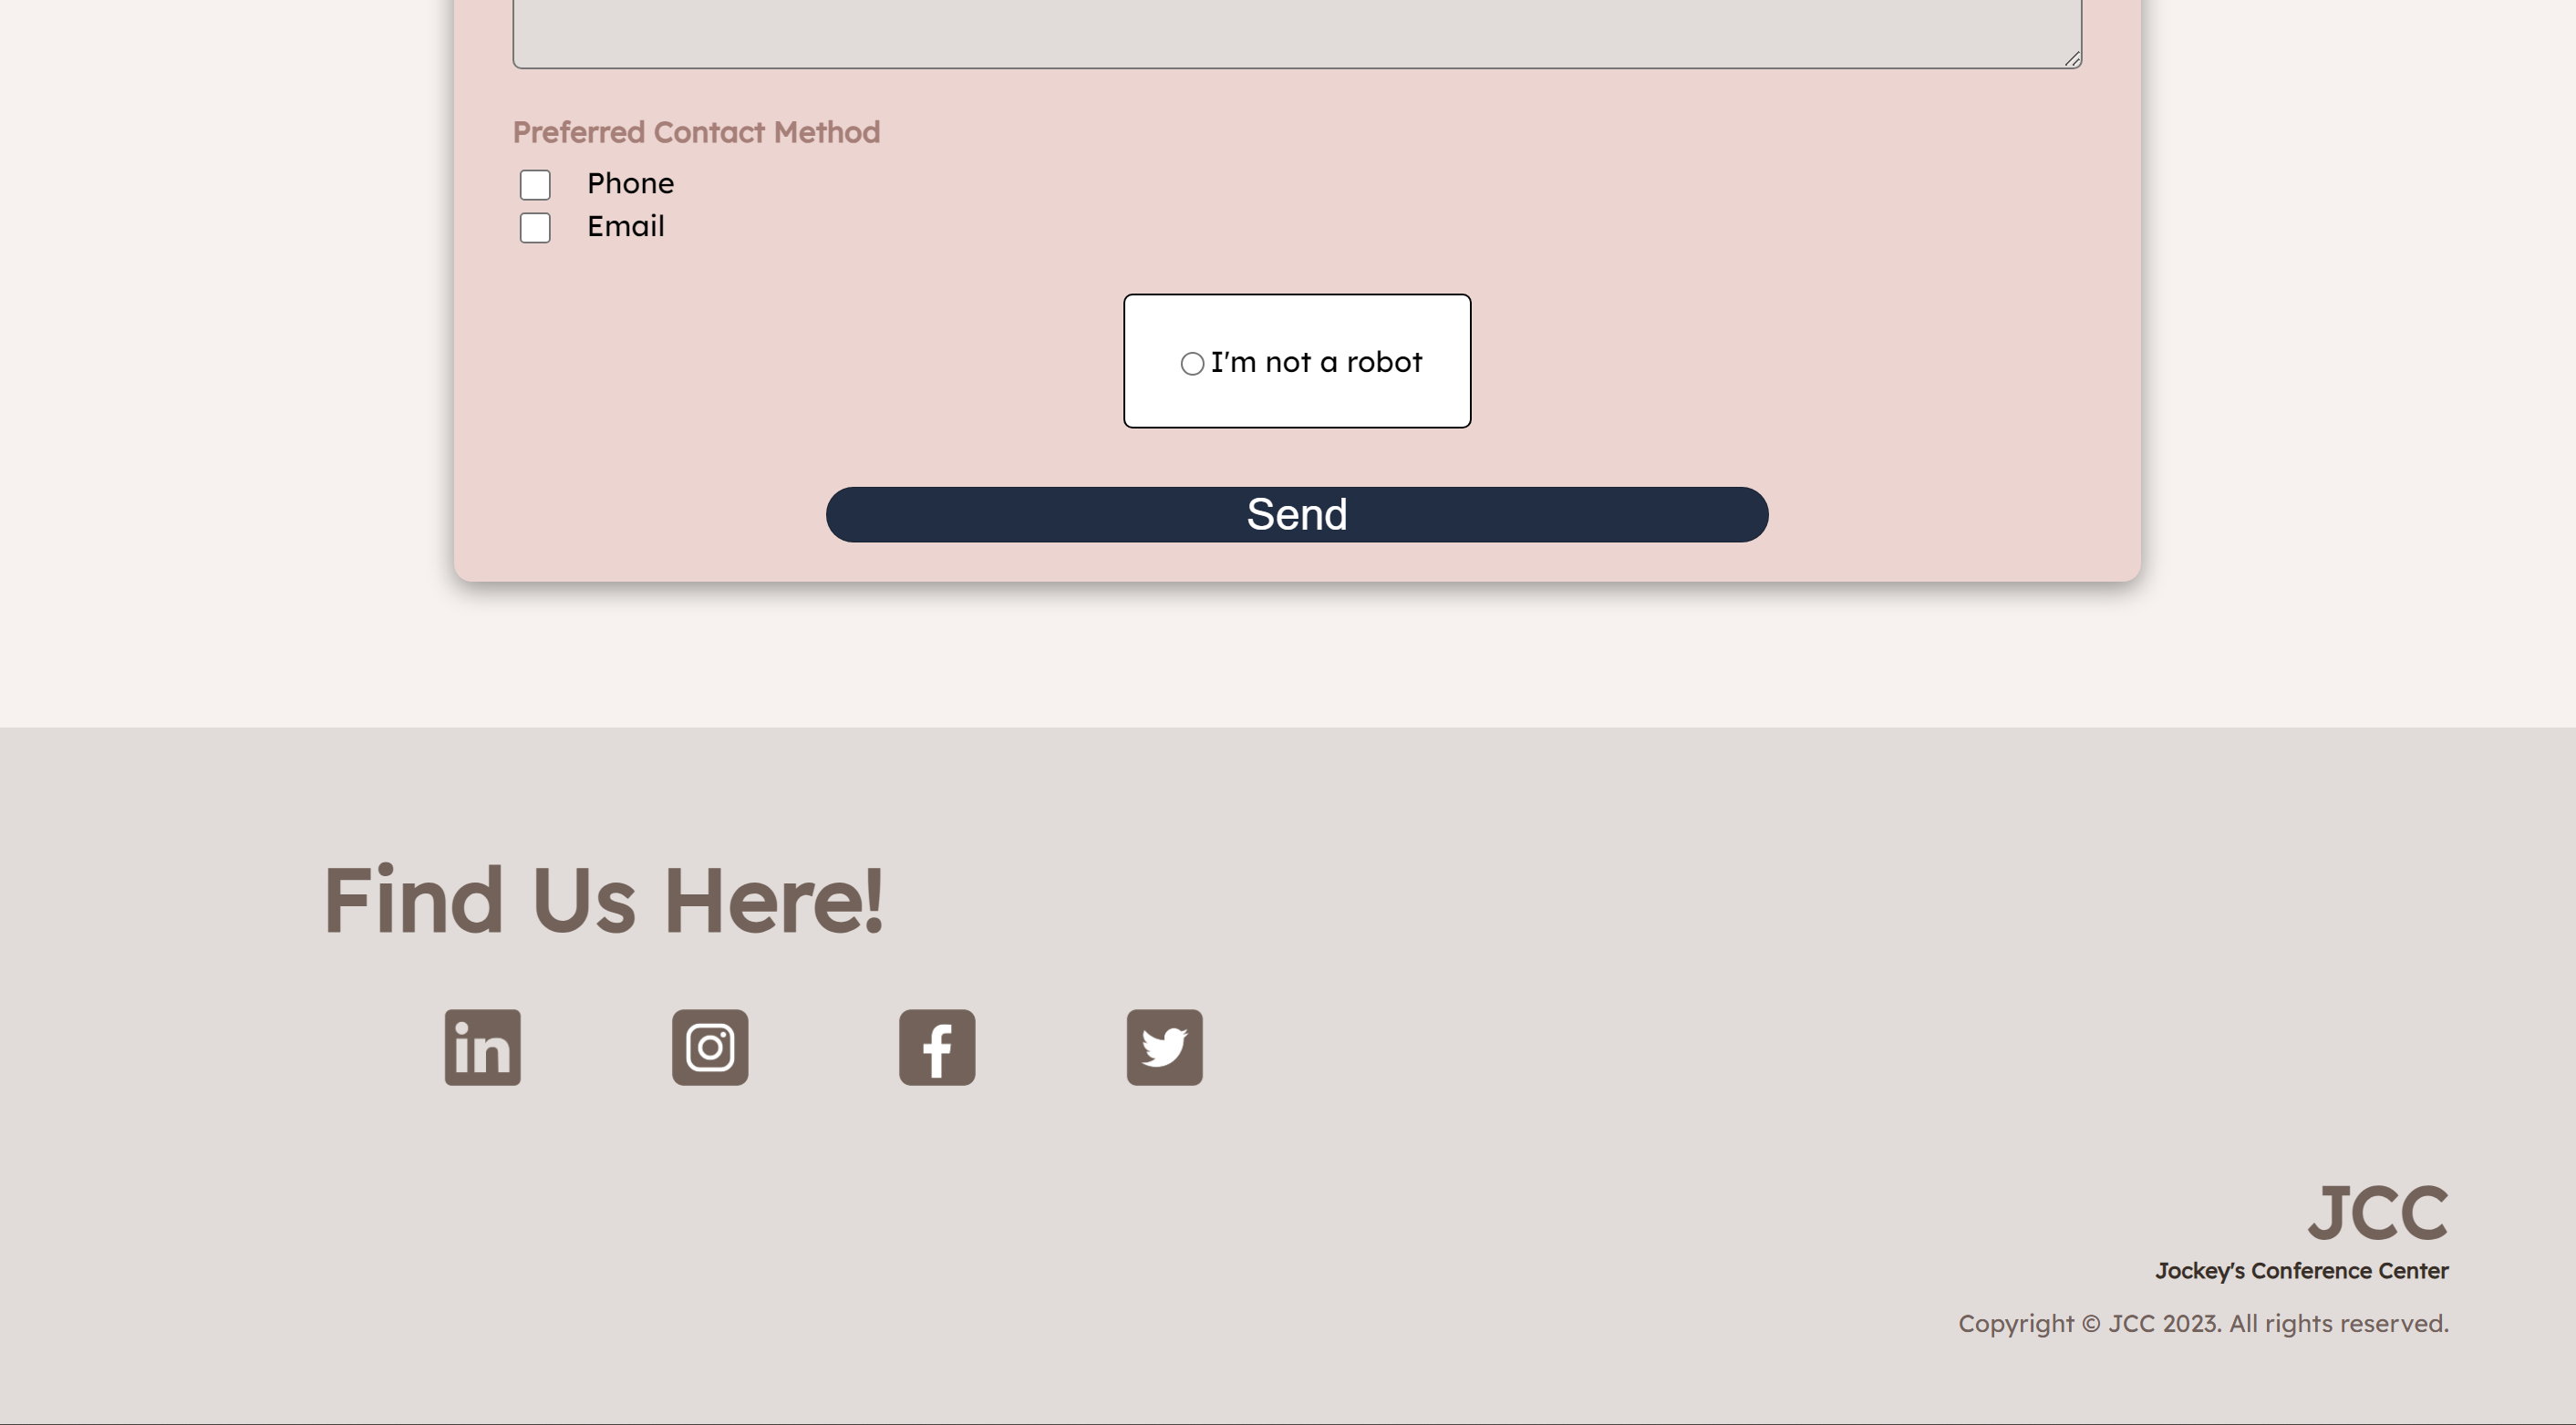 Preferred Contact Method
Phone
Email
I'm not a robot
Send
Find Us Here!
in
JCC
Jockey's Conference Center
Copyright © JCC 2023. All rights reserved.